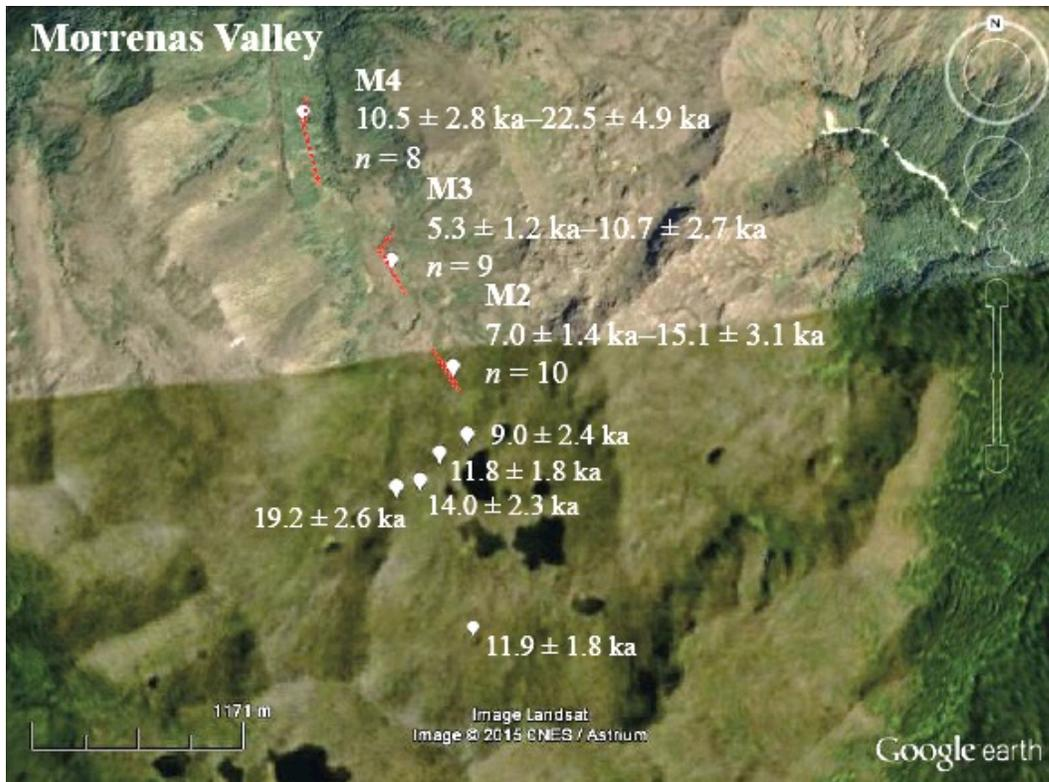 Morrenas Valley
N
M4
10.5 ± 2.8 ka–22.5 ± 4.9 ka
n = 8
M3
5.3 ± 1.2 ka–10.7 ± 2.7 ka
n = 9
M2
7.0 ± 1.4 ka–15.1 ± 3.1 ka
n = 10
9.0 ± 2.4 ka
11.8 ± 1.8 ka
14.0 ± 2.3 ka
19.2 ± 2.6 ka
11.9 ± 1.8 ka
1171 m
Image Landsat
Image © 2015 CNES / Astrium
Google earth